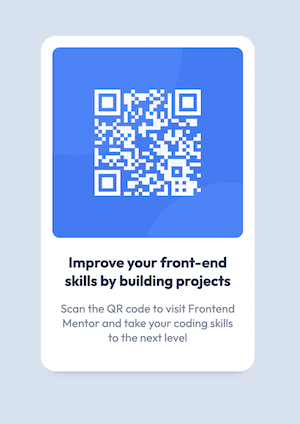 Improve your front-end
skills by building projects
Scan the QR code to visit Frontend
Mentor and take your coding skills
to the next level